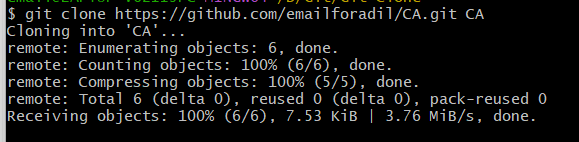 $ git clone https://github.com/emailforadil/CA.git CA
Cloning into 'CA'...
remote: Enumerating objects: 6, done.
remote: Counting objects: 100% (6/6), done.
remote: Compressing objects: 100% (5/5), done.
remote: Total 6 (delta 0), reused 0 (delta 0), pack-reused 0
Receiving objects: 100% (6/6), 7.53 KiB | 3.76 MiB/s, done.